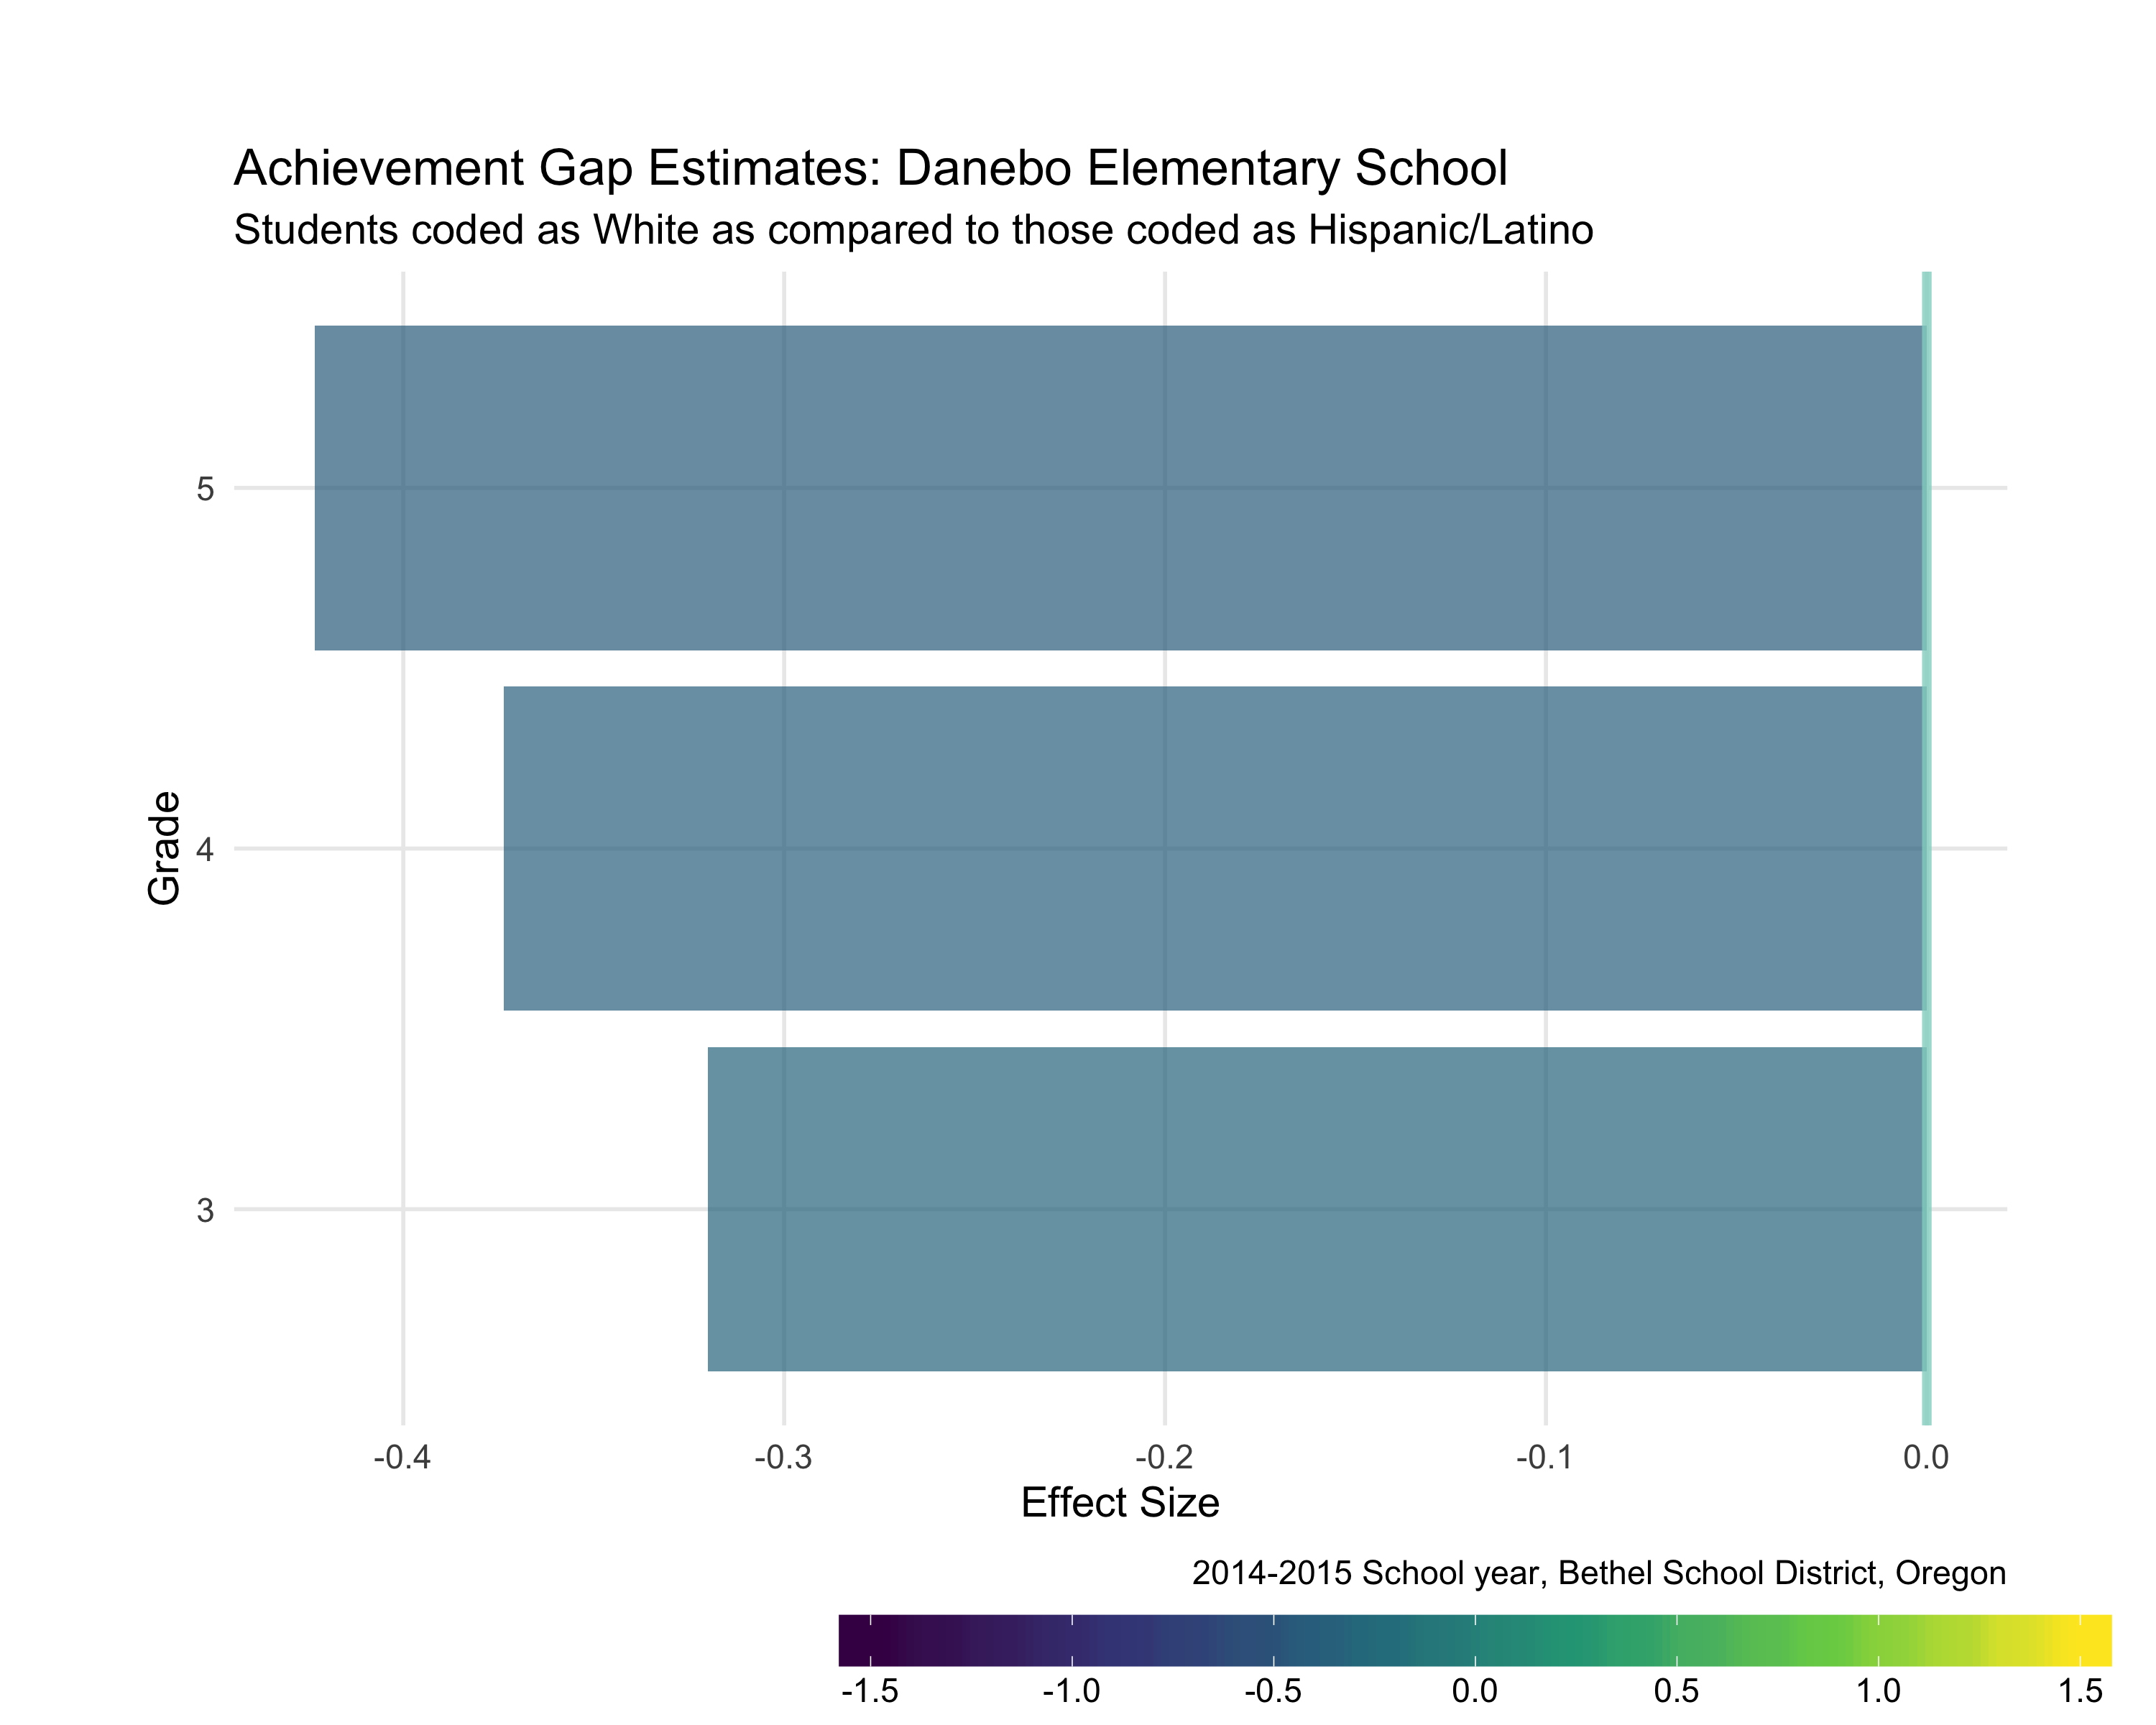 Achievement Gap Estimates: Danebo Elementary School
Students coded as White as compared to those coded as Hispanic/Latino
5
4
3
Grade
-0.4 -0.3 -0.2 -0.1 0.0
Effect Size
2014-2015 School year, Bethel School District, Oregon
-1.5 -1.0 -0.5 0.0 0.5 1.0 1.5